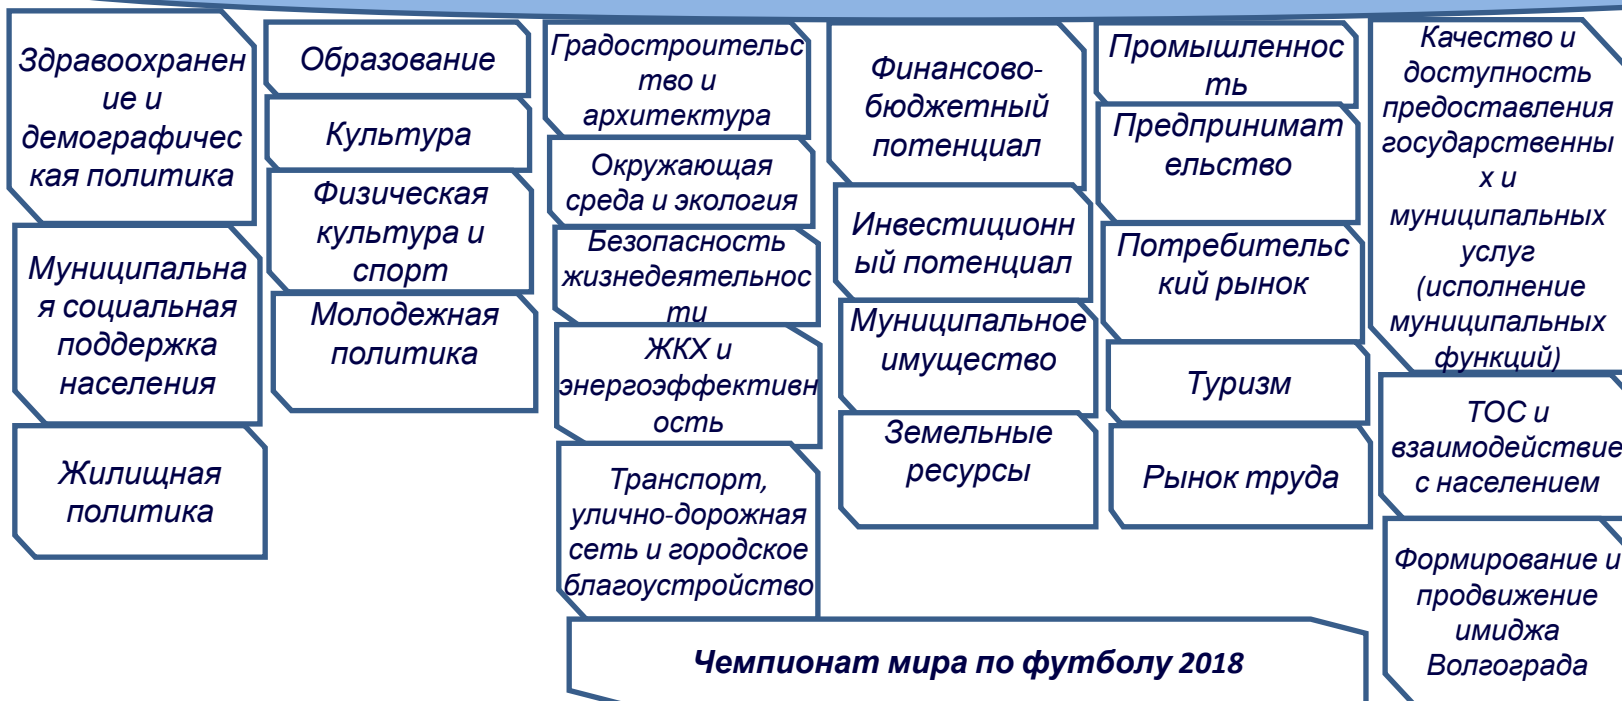 Здравоохранен
ие и
демографичес
кая политика
Муниципальна
я социальная
поддержка
населения
Жилищная
политика
Образование
Культура
Физическая
культура и
спорт
Молодежная
политика
Градостроительс
тво и
архитектура
Окружающая
среда и экология
Безопасность
жизнедеятельнос
ти
ЖКХ и
энергоэффективн
ость
Транспорт,
улично-дорожная
сеть и городское
благоустройство
Финансово-
бюджетный
потенциал
Инвестиционн
ый потенциал
Муниципальное
имущество
Земельные
ресурсы
Промышленнос
ть
Предпринимат
ельство
Потребительс
кий рынок
Туризм
Рынок труда
Качество и
доступность
предоставления
государственны
х и
муниципальных
услуг
(исполнение
муниципальных
функций)
ТОС и
взаимодействие
с населением
Формирование и
продвижение
имиджа
Волгограда
Чемпионат мира по футболу 2018